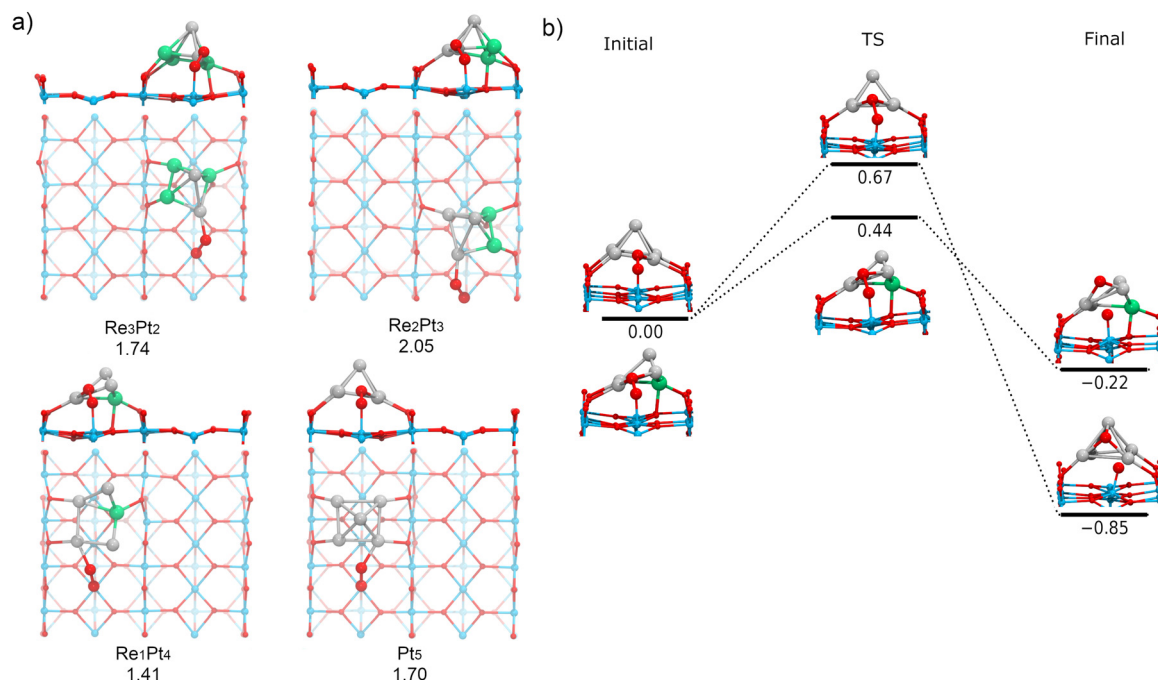 a)
Re3Pt2
1.74
Re2Pt3
2.05
Re1Pt4
1.41
Pt5
1.70
b)
Initial
TS
Final
0.67
0.44
0.00
−0.22
−0.85